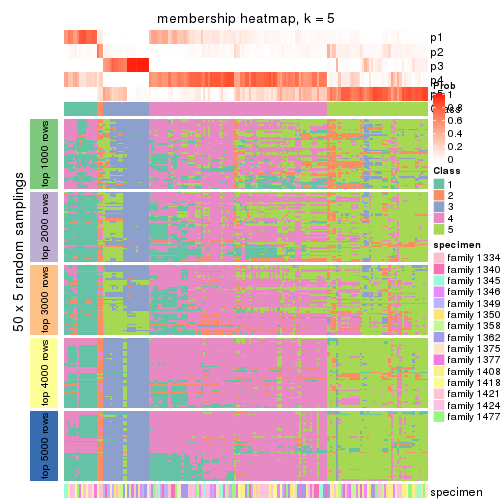 membership heatmap, k = 5
p1
p2
p3
p4
p5
50 x 5 random samplings
top 1000 rows
top 2000 rows
top 3000 rows
top 4000 rows
top 5000 rows
specimen
Prob
1
0.8
0.6
0.4
0.2
0
Class
Class
1
2
3
4
5
specimen
family 1334
family 1340
family 1345
family 1346
family 1349
family 1350
family 1358
family 1362
family 1375
family 1377
family 1408
family 1418
family 1421
family 1424
family 1477